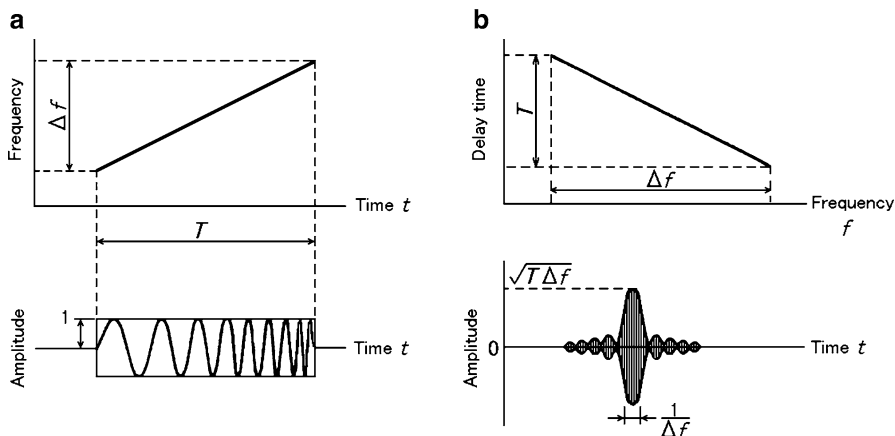 a
Frequency
Δf
Time t
T
Amplitude
1
Time t
b
Delay time
T
Δf
Frequency
f
√TΔf
Amplitude
0
Time t
1
Δf